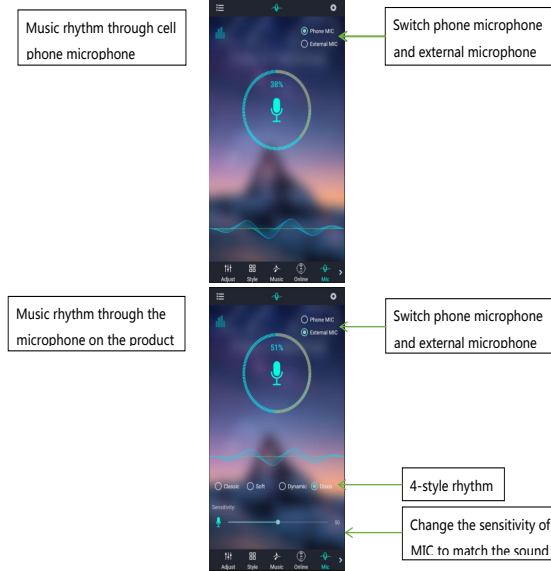 Music rhythm through cell
phone microphone
Phone MIC
External MIC
Switch phone microphone
and external microphone
38%
Adjust Style Music Online Mic
Music rhythm through the
microphone on the product
Phone MIC
External MIC
Switch phone microphone
and external microphone
51%
Classic Soft Dynamic Disco
4-style rhythm
Sensitivity
50
Change the sensitivity of
MIC to match the sound
Adjust Style Music Online Mic